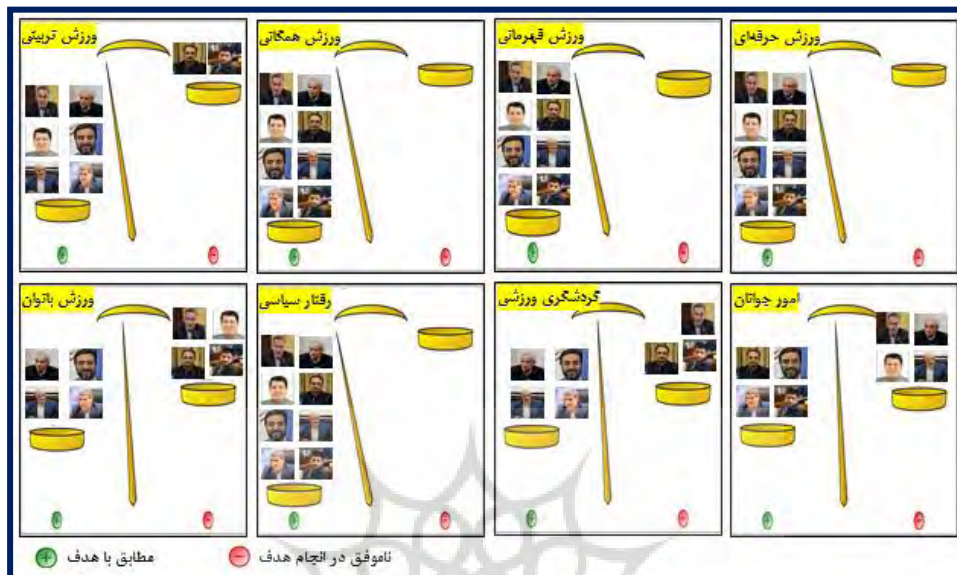 ورزش حرفه‌ای
ورزش قهرمانی
ورزش همگانی
ورزش تربیتی
امور جوانان
گردشگری ورزشی
رفتار سیاسی
ورزش بانوان
ناموفق در انجام هدف
مطابق با هدف